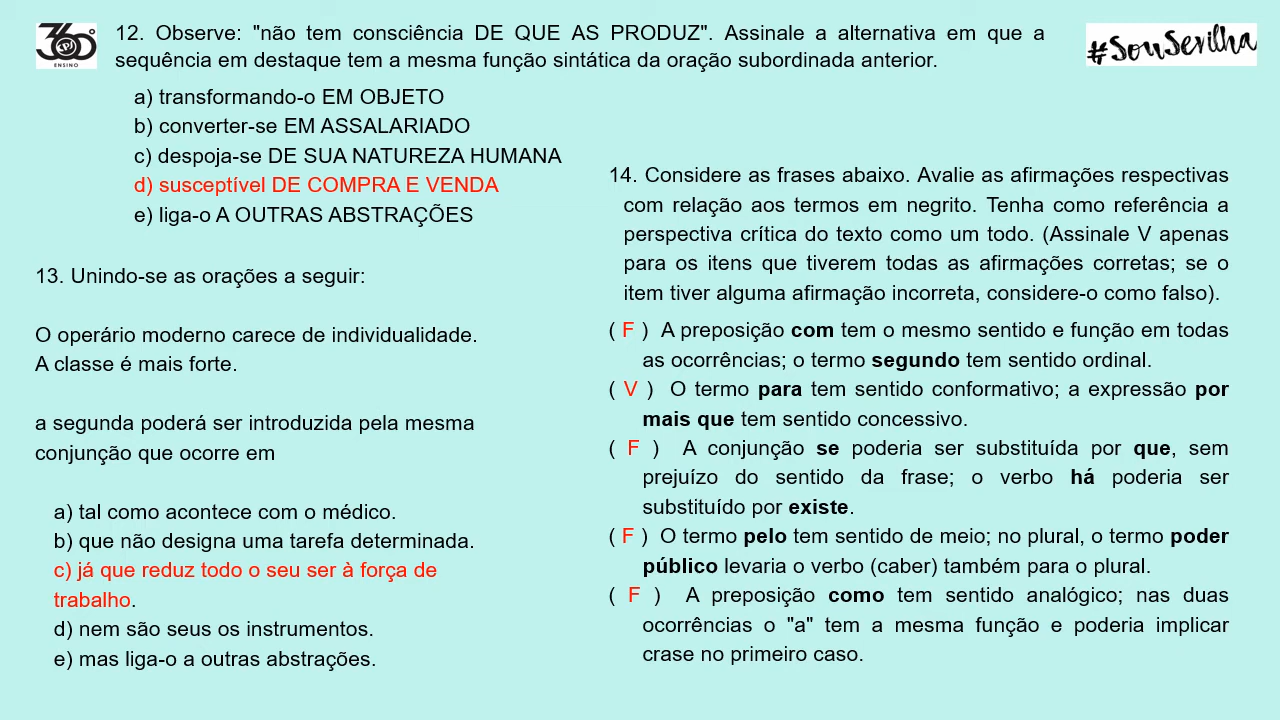 360°
ENSINO
#SouSevilha
12. Observe: "não tem consciência DE QUE AS PRODUZ". Assinale a alternativa em que a
sequência em destaque tem a mesma função sintática da oração subordinada anterior.
a) transformando-o EM OBJETO
b) converter-se EM ASSALARIADO
c) despoja-se DE SUA NATUREZA HUMANA
d) susceptível DE COMPRA E VENDA
e) liga-o A OUTRAS ABSTRAÇÕES
13. Unindo-se as orações a seguir:
O operário moderno carece de individualidade.
A classe é mais forte.
a segunda poderá ser introduzida pela mesma
conjunção que ocorre em
a) tal como acontece com o médico.
b) que não designa uma tarefa determinada.
c) já que reduz todo o seu ser à força de
trabalho.
d) nem são seus os instrumentos.
e) mas liga-o a outras abstrações.
14. Considere as frases abaixo. Avalie as afirmações respectivas
com relação aos termos em negrito. Tenha como referência a
perspectiva crítica do texto como um todo. (Assinale V apenas
para os itens que tiverem todas as afirmações corretas; se o
item tiver alguma afirmação incorreta, considere-o como falso).
( F ) A preposição com tem o mesmo sentido e função em todas
as ocorrências; o termo segundo tem sentido ordinal.
( V ) O termo para tem sentido conformativo; a expressão por
mais que tem sentido concessivo.
( F ) A conjunção se poderia ser substituída por que, sem
prejuízo do sentido da frase; o verbo há poderia ser
substituído por existe.
( F ) O termo pelo tem sentido de meio; no plural, o termo poder
público levaria o verbo (caber) também para o plural.
( F ) A preposição como tem sentido analógico; nas duas
ocorrências o "a" tem a mesma função e poderia implicar
crase no primeiro caso.